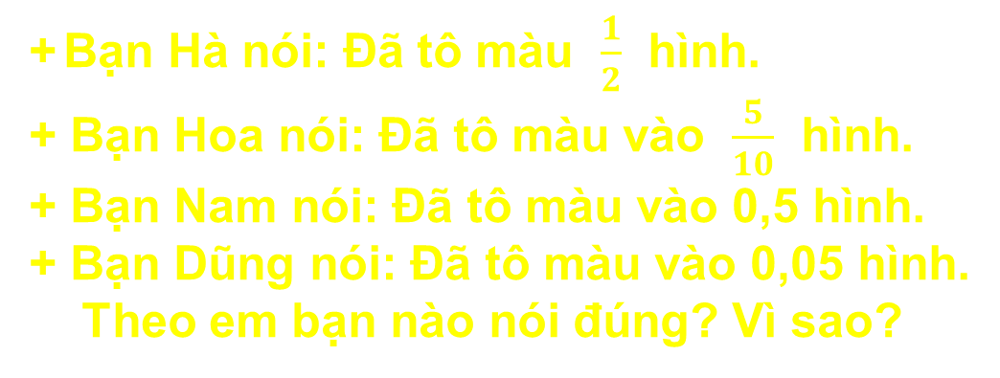 + Bạn Hà nói: Đã tô màu 1/2 hình.
+ Bạn Hoa nói: Đã tô màu vào 5/10 hình.
+ Bạn Nam nói: Đã tô màu vào 0,5 hình.
+ Bạn Dũng nói: Đã tô màu vào 0,05 hình.
Theo em bạn nào nói đúng? Vì sao?